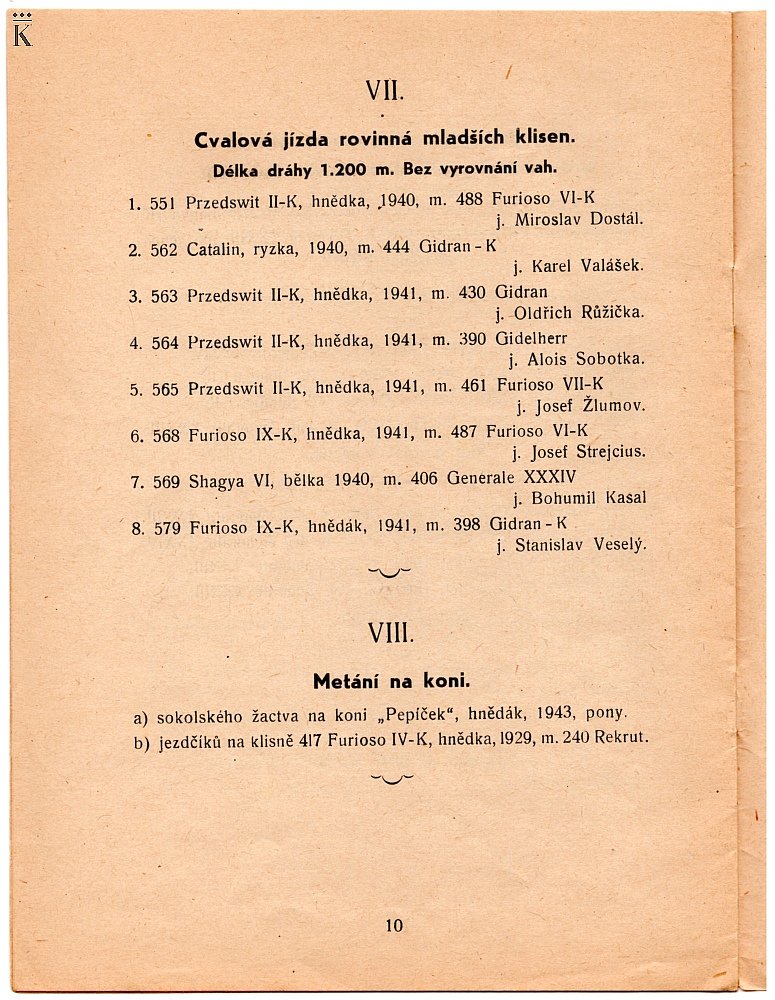 K
VII.
Cvalová jízda rovinná mladších klisen.
Délka dráhy 1.200 m. Bez vyrovnání vah.
1. 551 Przedswit II-K, hnědka, 1940, m. 488 Furioso VI-K
j. Miroslav Dostál.
2. 562 Catalin, ryzka, 1940, m. 444 Gidran - K
j. Karel Valášek.
3. 563 Przedswit II-K, hnědka, 1941, m. 430 Gidran
j. Oldřich Růžička.
4. 564 Przedswit II-K, hnědka, 1941, m. 390 Gidelherr
j. Alois Sobotka.
5. 565 Przedswit II-K, hnědka, 1941, m. 461 Furioso VII-K
j. Josef Žlumov.
6. 568 Furioso IX-K, hnědka, 1941, m. 487 Furioso VI-K
j. Josef Strejcius.
7. 569 Shagya VI, bělka 1940, m. 406 Generale XXXIV
j. Bohumil Kasal
8. 579 Furioso IX-K, hnědák, 1941, m. 398 Gidran - K
j. Stanislav Veselý.
VIII.
Metání na koni.
a) sokolského žactva na koni „Pepíček“, hnědák, 1943, pony.
b) jezdčíků na klisně 417 Furioso IV-K, hnědka, 1929, m. 240 Rekrut.
10